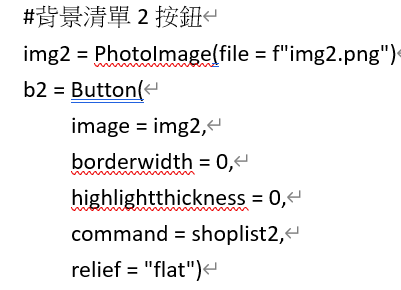 #背景清單 2 按鈕↵
img2 = PhotoImage(file = f"img2.png")↵
b2 = Button(↵
image = img2,↵
borderwidth = 0,↵
highlightthickness = 0,↵
command = shoplist2,↵
relief = "flat")↵